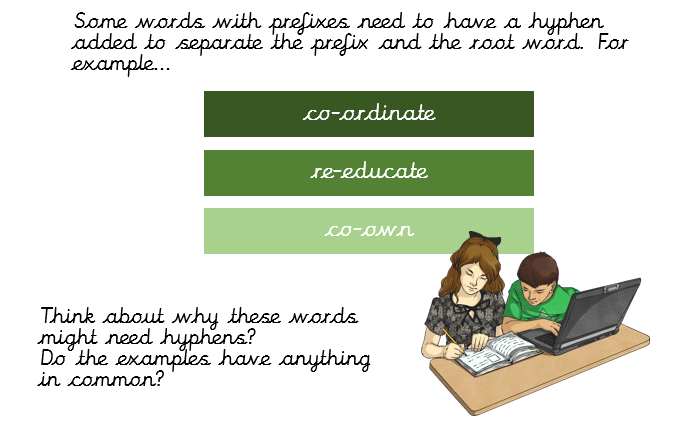 Some words with prefixes need to have a hyphen
added to separate the prefix and the root word. For
example...
co-ordinate
re-educate
co-own
Think about why these words
might need hyphens?
Do the examples have anything
in common?